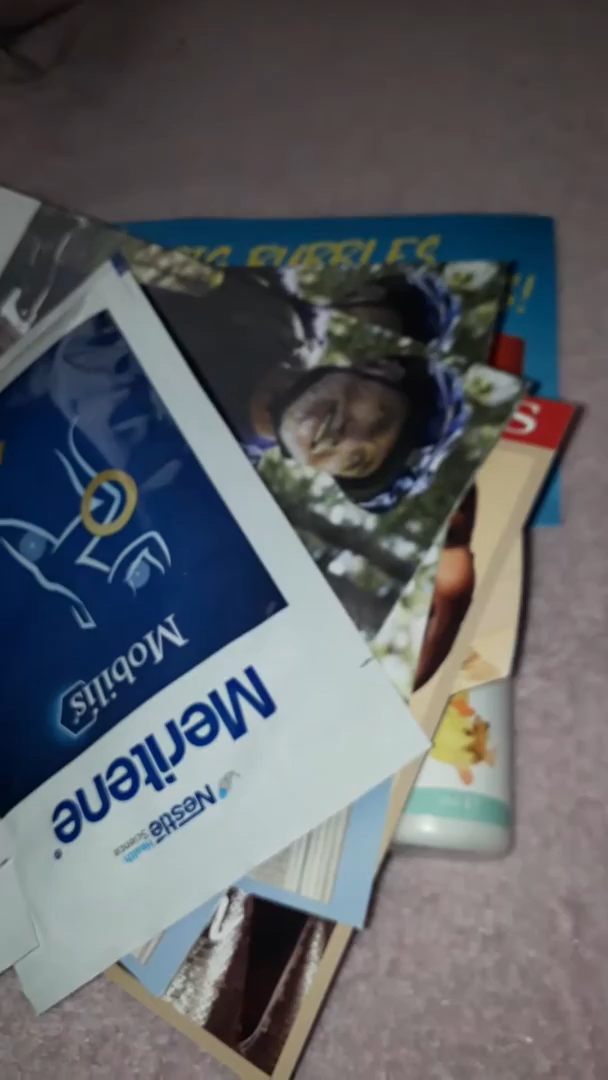 Nestlé
Health
Science
Meritene®
Mobilis
BUBBLES
S!
S